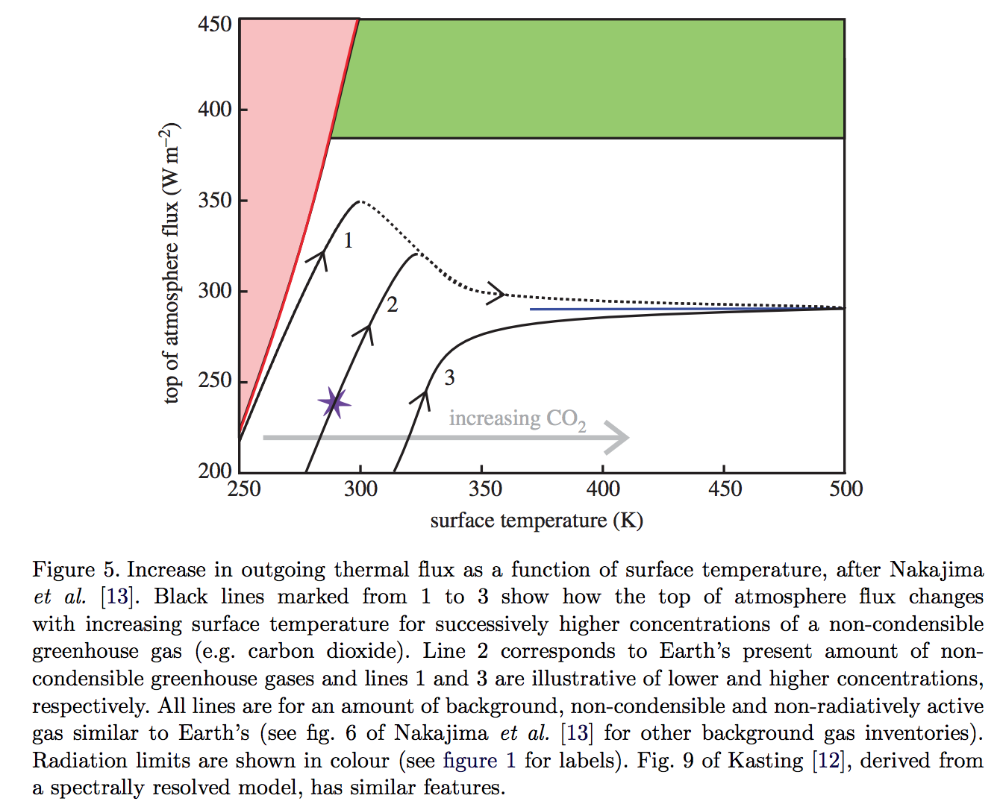 450
400
350
300
250
200
top of atmosphere flux (W m−2)
1
2
3
increasing CO2
250 300 350 400 450 500
surface temperature (K)
Figure 5. Increase in outgoing thermal flux as a function of surface temperature, after Nakajima
et al. [13]. Black lines marked from 1 to 3 show how the top of atmosphere flux changes
with increasing surface temperature for successively higher concentrations of a non-condensible
greenhouse gas (e.g. carbon dioxide). Line 2 corresponds to Earth's present amount of non-
condensible greenhouse gases and lines 1 and 3 are illustrative of lower and higher concentrations,
respectively. All lines are for an amount of background, non-condensible and non-radiatively active
gas similar to Earth's (see fig. 6 of Nakajima et al. [13] for other background gas inventories).
Radiation limits are shown in colour (see figure 1 for labels). Fig. 9 of Kasting [12], derived from
a spectrally resolved model, has similar features.